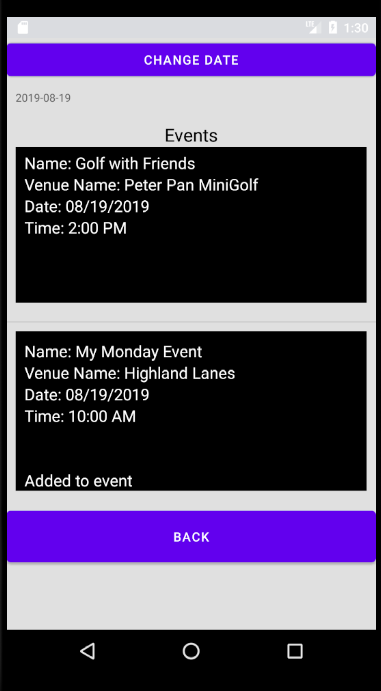 LTE 1:30
CHANGE DATE
2019-08-19
Events
Name: Golf with Friends
Venue Name: Peter Pan MiniGolf
Date: 08/19/2019
Time: 2:00 PM
Name: My Monday Event
Venue Name: Highland Lanes
Date: 08/19/2019
Time: 10:00 AM
Added to event
BACK